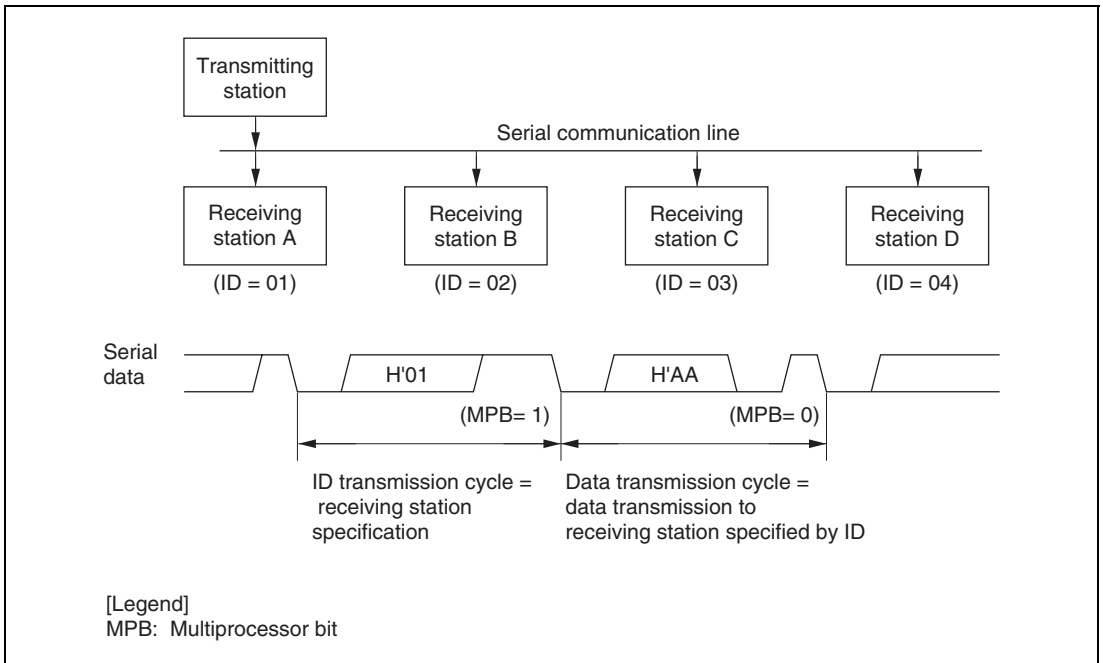 Transmitting
station
Serial communication line
Receiving
station A
Receiving
station B
Receiving
station C
Receiving
station D
(ID = 01)
(ID = 02)
(ID = 03)
(ID = 04)
Serial
data
H'01
H'AA
(MPB= 1)
(MPB= 0)
ID transmission cycle =
receiving station
specification
Data transmission cycle =
data transmission to
receiving station specified by ID
[Legend]
MPB: Multiprocessor bit